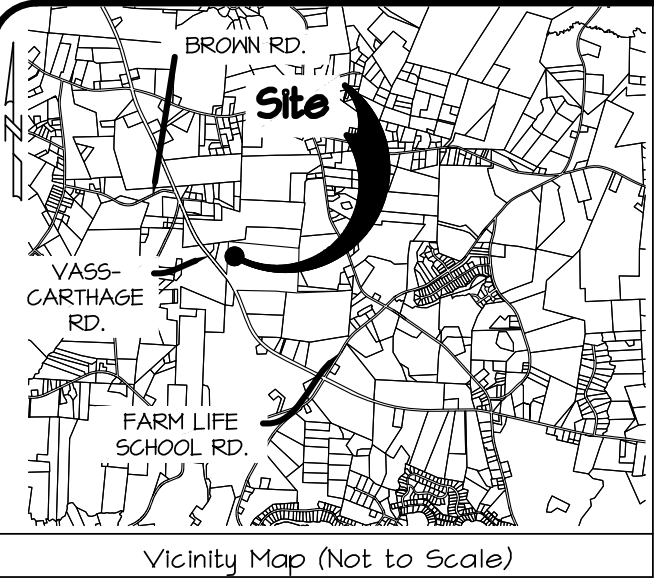 BROWN RD.
Site
N
VASS-
CARTHAGE
RD.
FARM LIFE
SCHOOL RD.
Vicinity Map (Not to Scale)